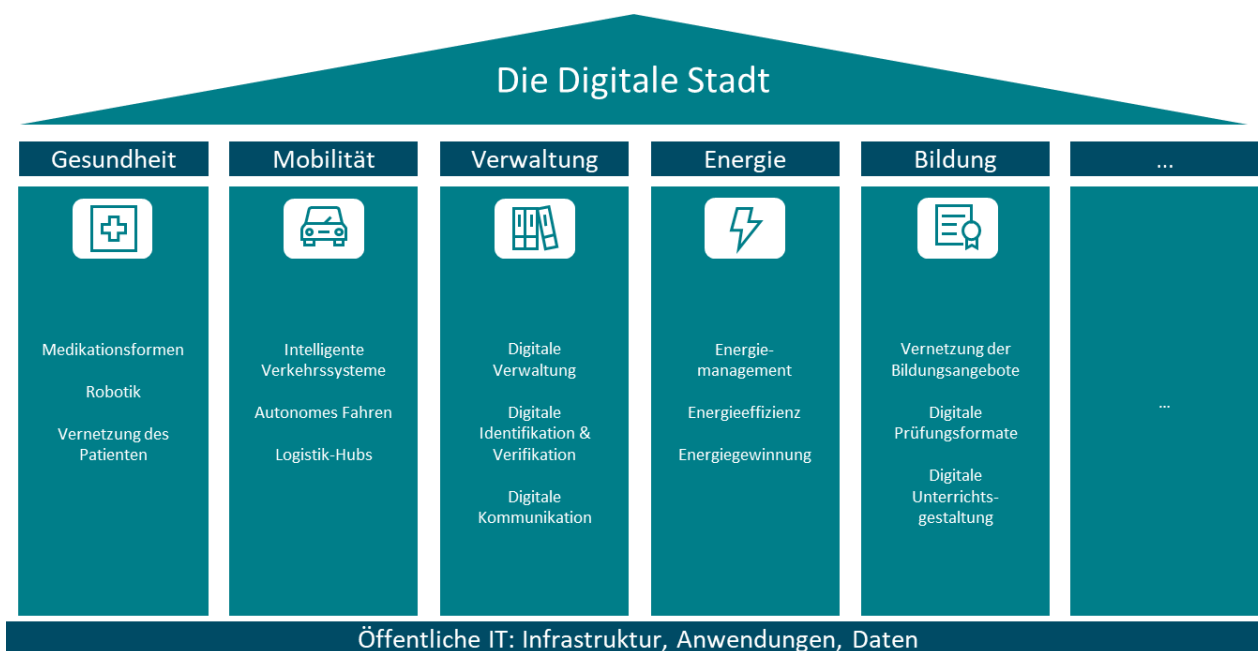 Die Digitale Stadt
Gesundheit
Mobilität
Verwaltung
Energie
Bildung
...
Medikationsformen
Robotik
Vernetzung des
Patienten
Intelligente
Verkehrssysteme
Autonomes Fahren
Logistik-Hubs
Digitale
Verwaltung
Digitale
Identifikation &
Verifikation
Digitale
Kommunikation
Energie-
management
Energieeffizienz
Energiegewinnung
Vernetzung der
Bildungsangebote
Digitale
Prüfungsformate
Digitale
Unterrichts-
gestaltung
...
Öffentliche IT: Infrastruktur, Anwendungen, Daten